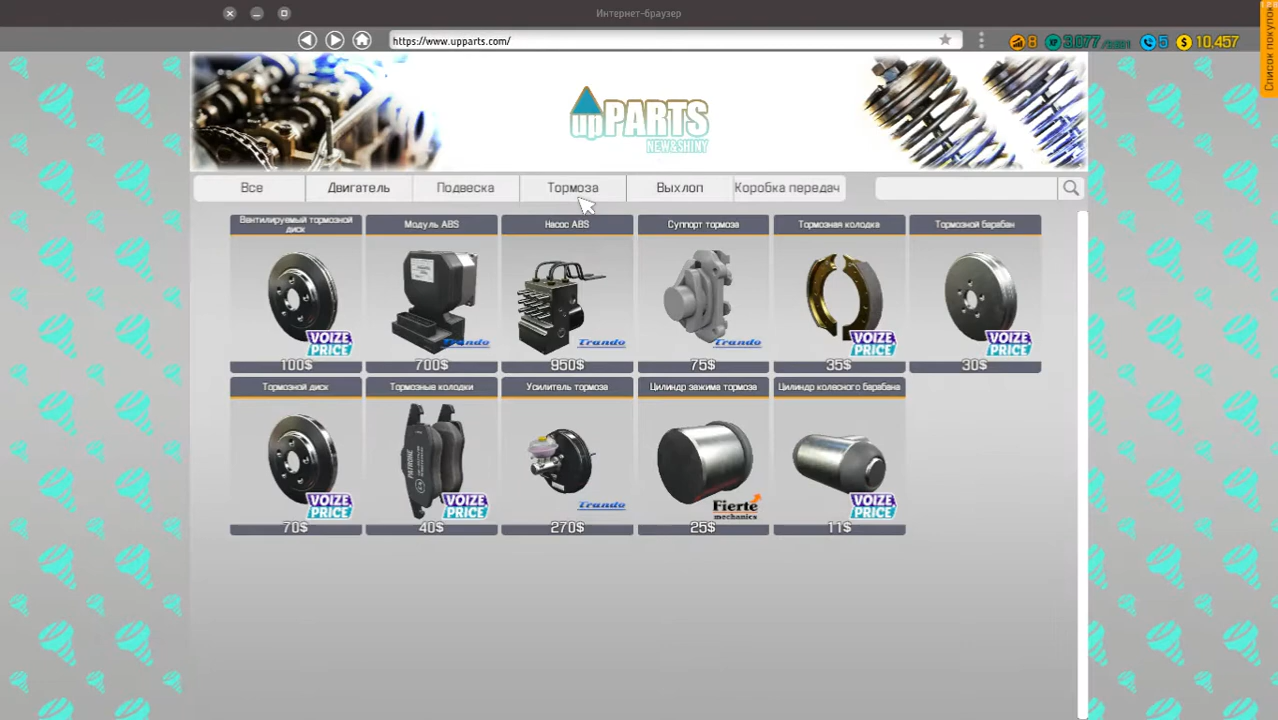 Интернет-браузер
https://www.upparts.com/
8
5
$ 10,457
Список покупок
upPARTS
NEW&SHINY
Все
Двигатель
Подвеска
Тормоза
Выхлоп
Коробка передач
Вентилируемый тормозной
диск
VOIZE
PRICE
100$
Модуль ABS
Trando
700$
Насос ABS
Trando
950$
Суппорт тормоза
Trando
75$
Тормозная колодка
VOIZE
PRICE
35$
Тормозной барабан
VOIZE
PRICE
30$
Тормозной диск
VOIZE
PRICE
70$
Тормозные колодки
PATRONE
VOIZE
PRICE
40$
Усилитель тормоза
Trando
270$
Цилиндр зажима тормоза
Fierte
mechanics
25$
Цилиндр колесного барабана
VOIZE
PRICE
11$